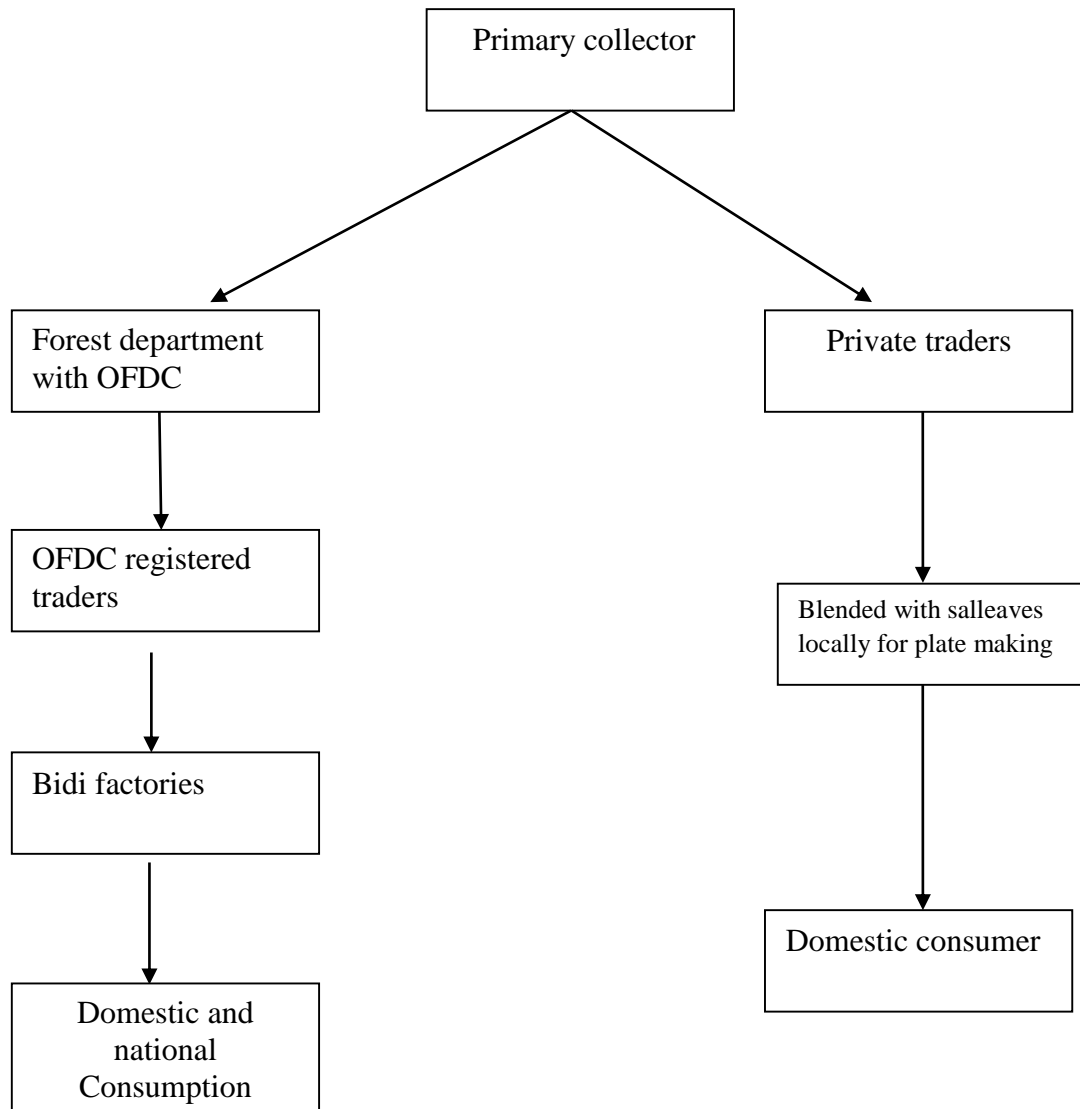 Primary collector
Forest department
with OFDC
Private traders
OFDC registered
traders
Blended with salleaves
locally for plate making
Bidi factories
Domestic consumer
Domestic and
national
Consumption